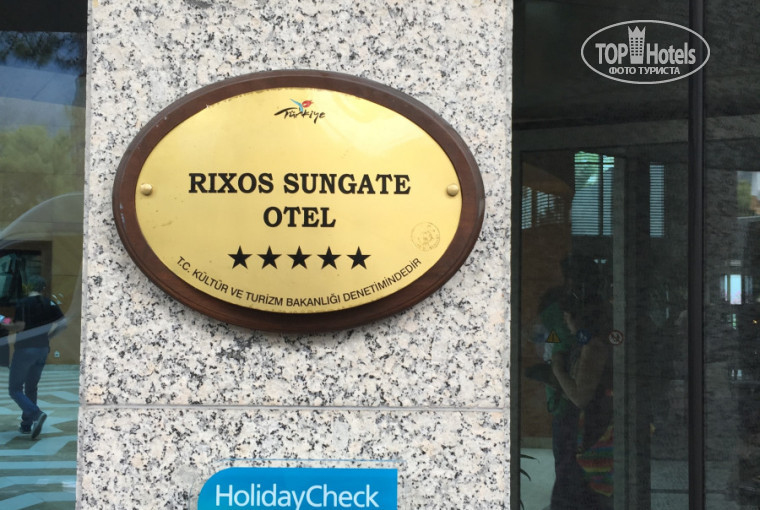 TOP Hotels
ФОТО ТУРИСТА
Türkiye
RIXOS SUNGATE
OTEL
T.C. KÜLTÜR VE TURİZM BAKANLIĞI DENETİMİNDEDİR
HolidayCheck